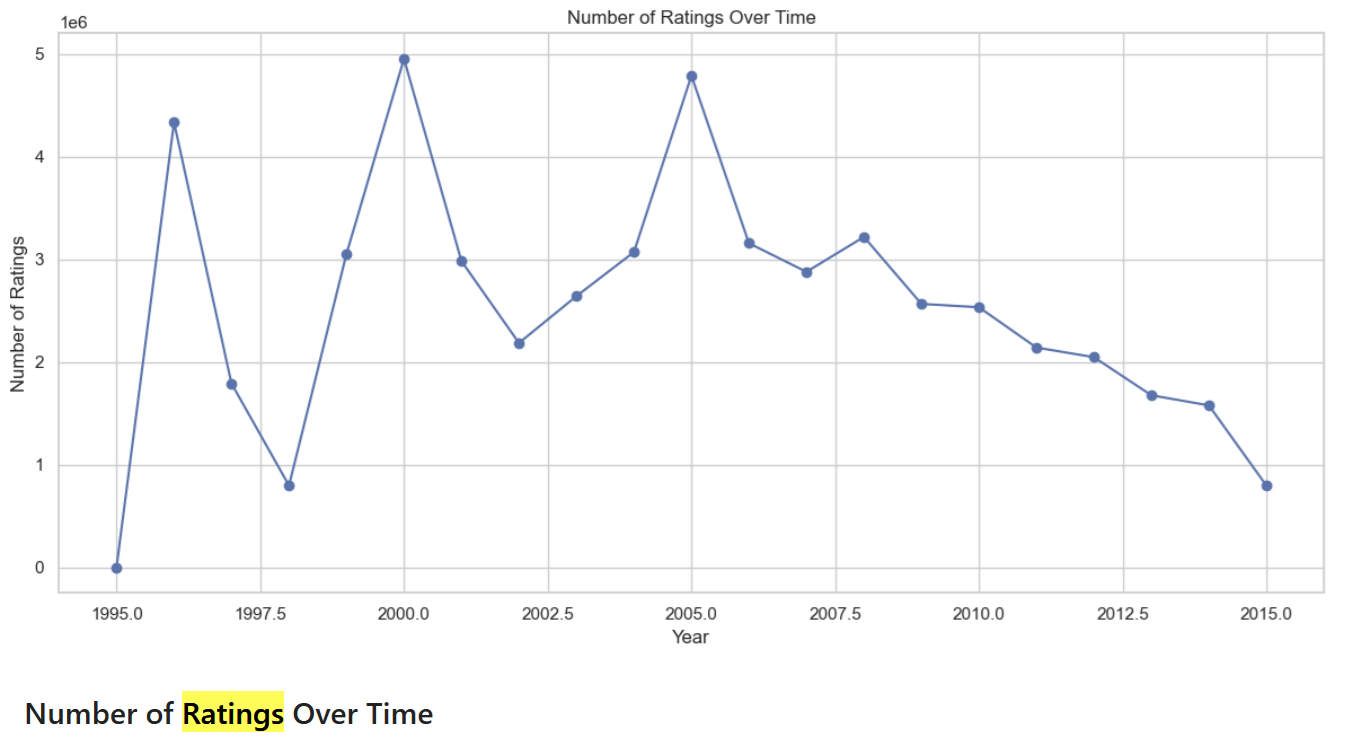 Number of Ratings Over Time
1e6
5
4
3
2
1
0
Number of Ratings
1995.0 1997.5 2000.0 2002.5 2005.0 2007.5 2010.0 2012.5 2015.0
Year
Number of Ratings Over Time